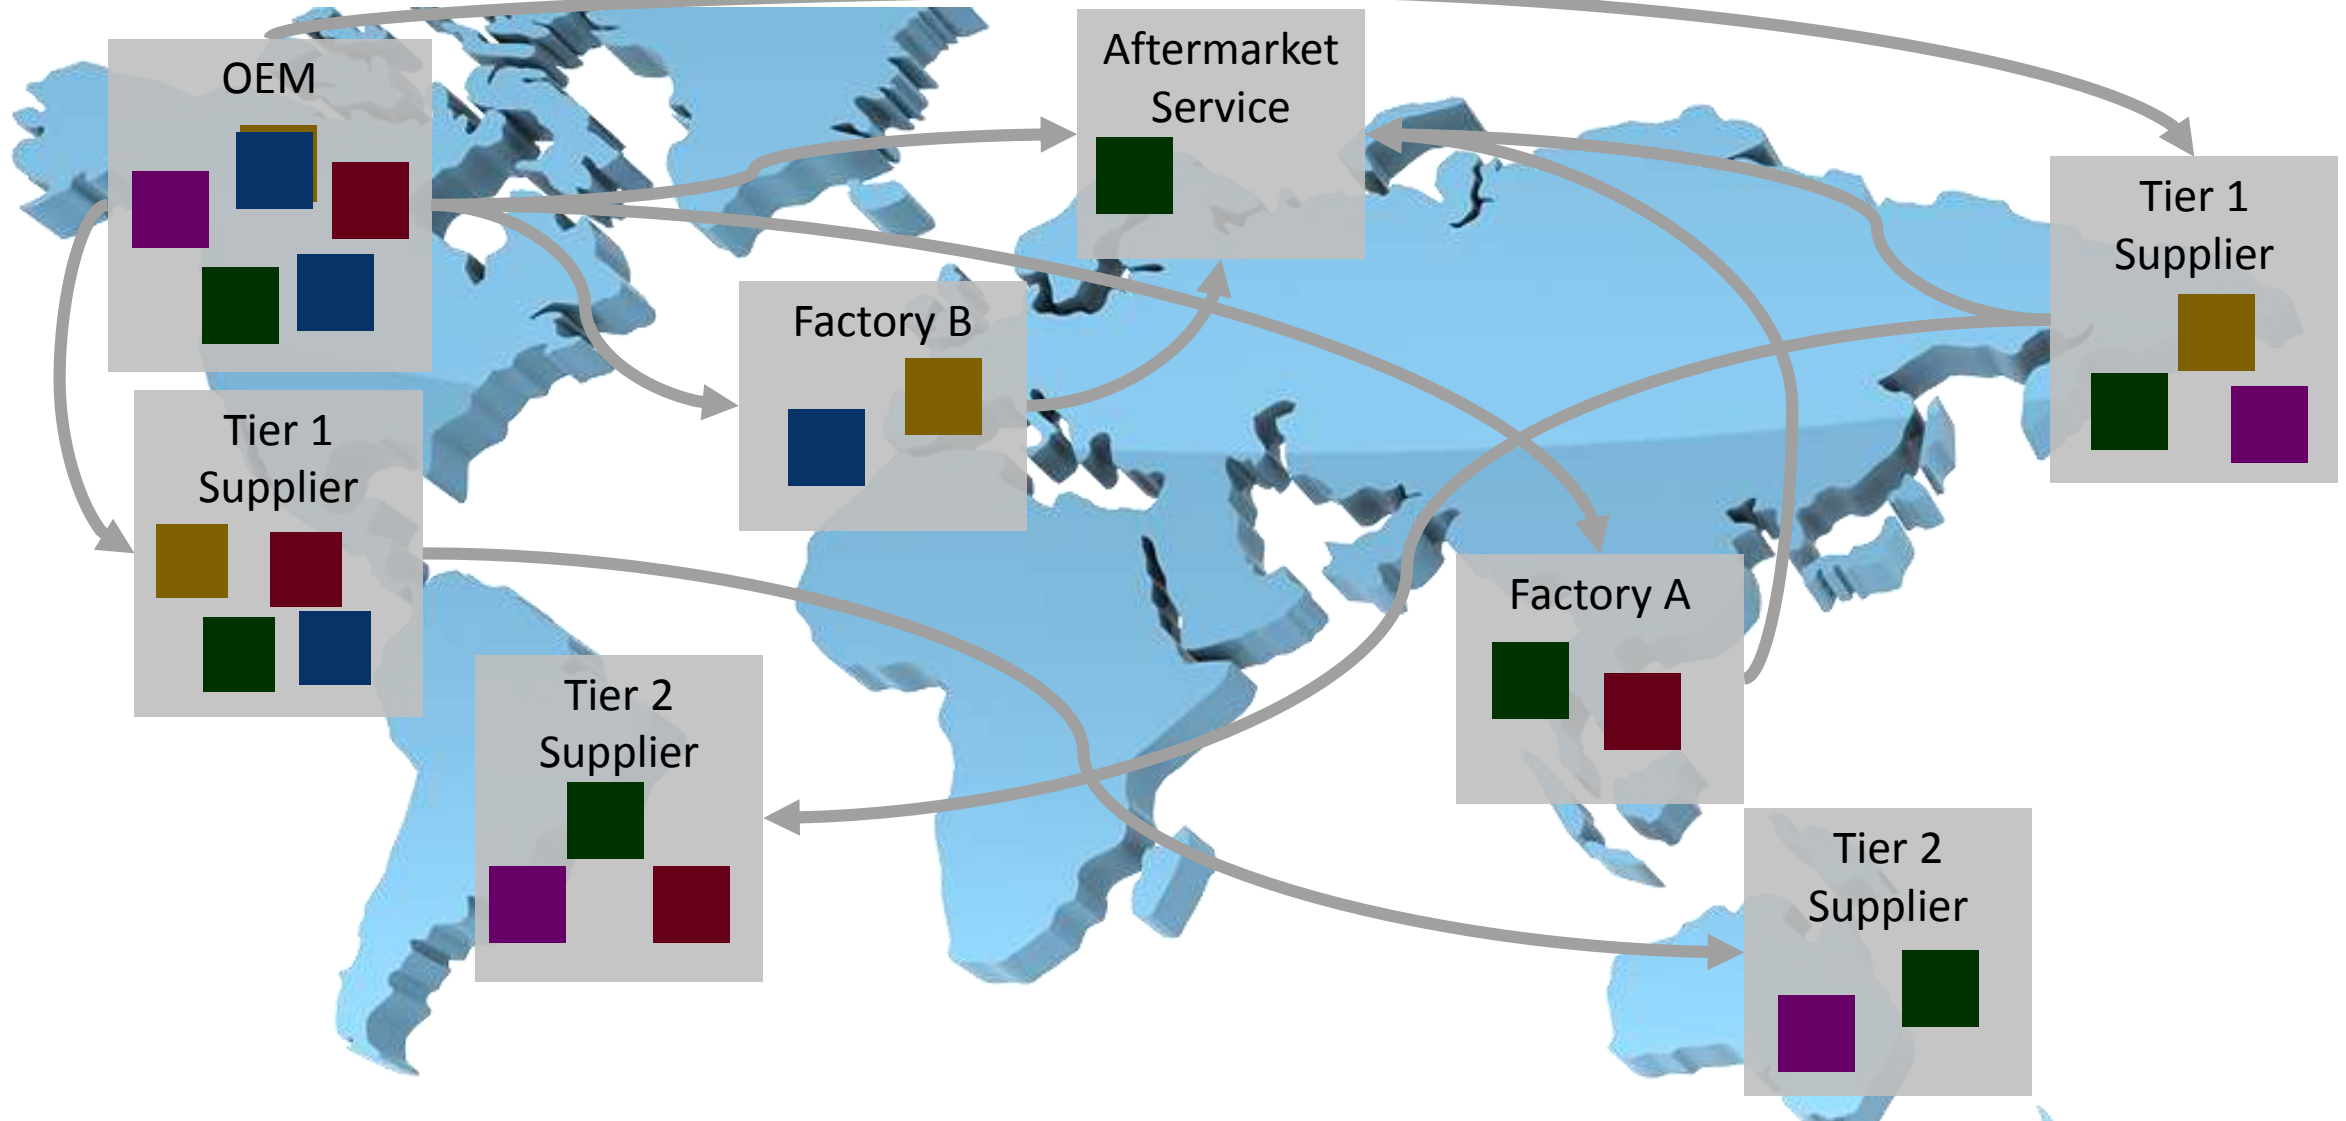 OEM
Aftermarket
Service
Tier 1
Supplier
Factory B
Tier 1
Supplier
Factory A
Tier 2
Supplier
Tier 2
Supplier